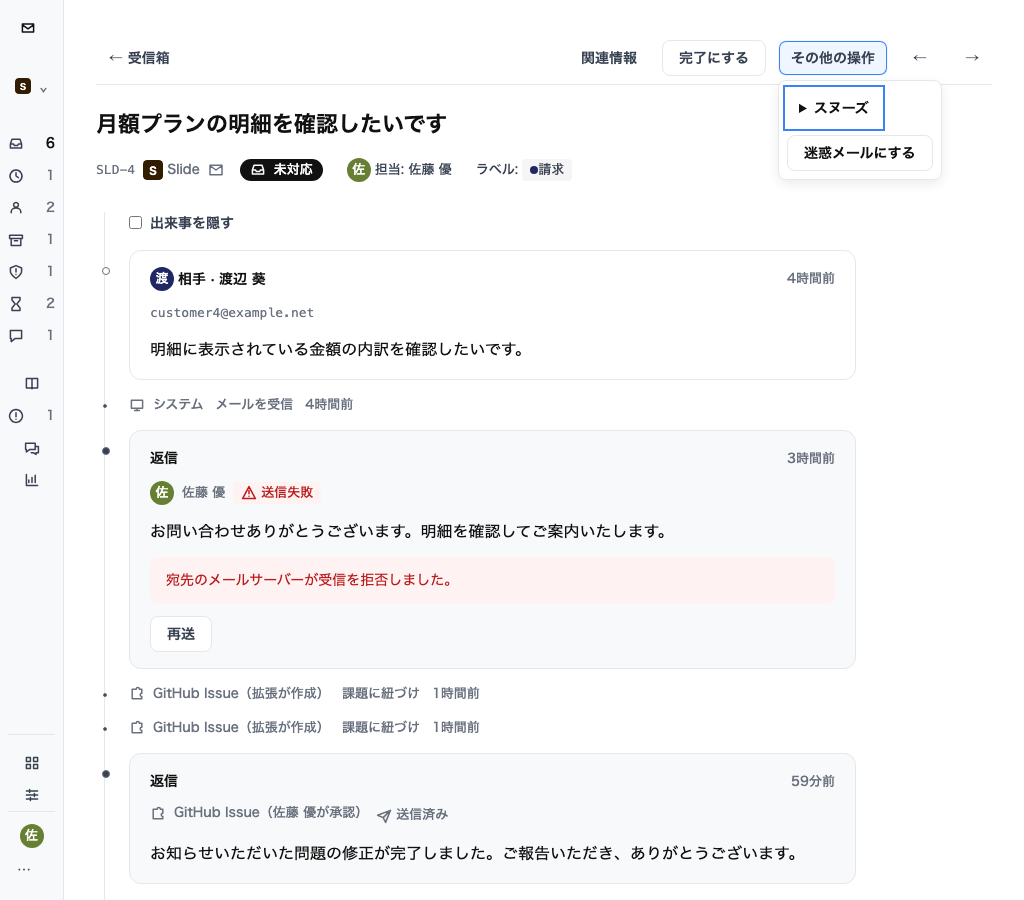 ← 受信箱
関連情報
完了にする
その他の操作
← →
S
▶ スヌーズ
迷惑メールにする
月額プランの明細を確認したいです
SLD-4 S Slide 未対応 佐 担当: 佐藤 優 ラベル: 請求
6
1
2
1
1
2
1
1
佐
…
出来事を隠す
渡 相手 · 渡辺 葵 4時間前
customer4@example.net
明細に表示されている金額の内訳を確認したいです。
システム メールを受信 4時間前
返信 3時間前
佐 佐藤 優 送信失敗
お問い合わせありがとうございます。明細を確認してご案内いたします。
宛先のメールサーバーが受信を拒否しました。
再送
GitHub Issue（拡張が作成） 課題に紐づけ 1時間前
GitHub Issue（拡張が作成） 課題に紐づけ 1時間前
返信 59分前
GitHub Issue（佐藤 優が承認） 送信済み
お知らせいただいた問題の修正が完了しました。ご報告いただき、ありがとうございます。